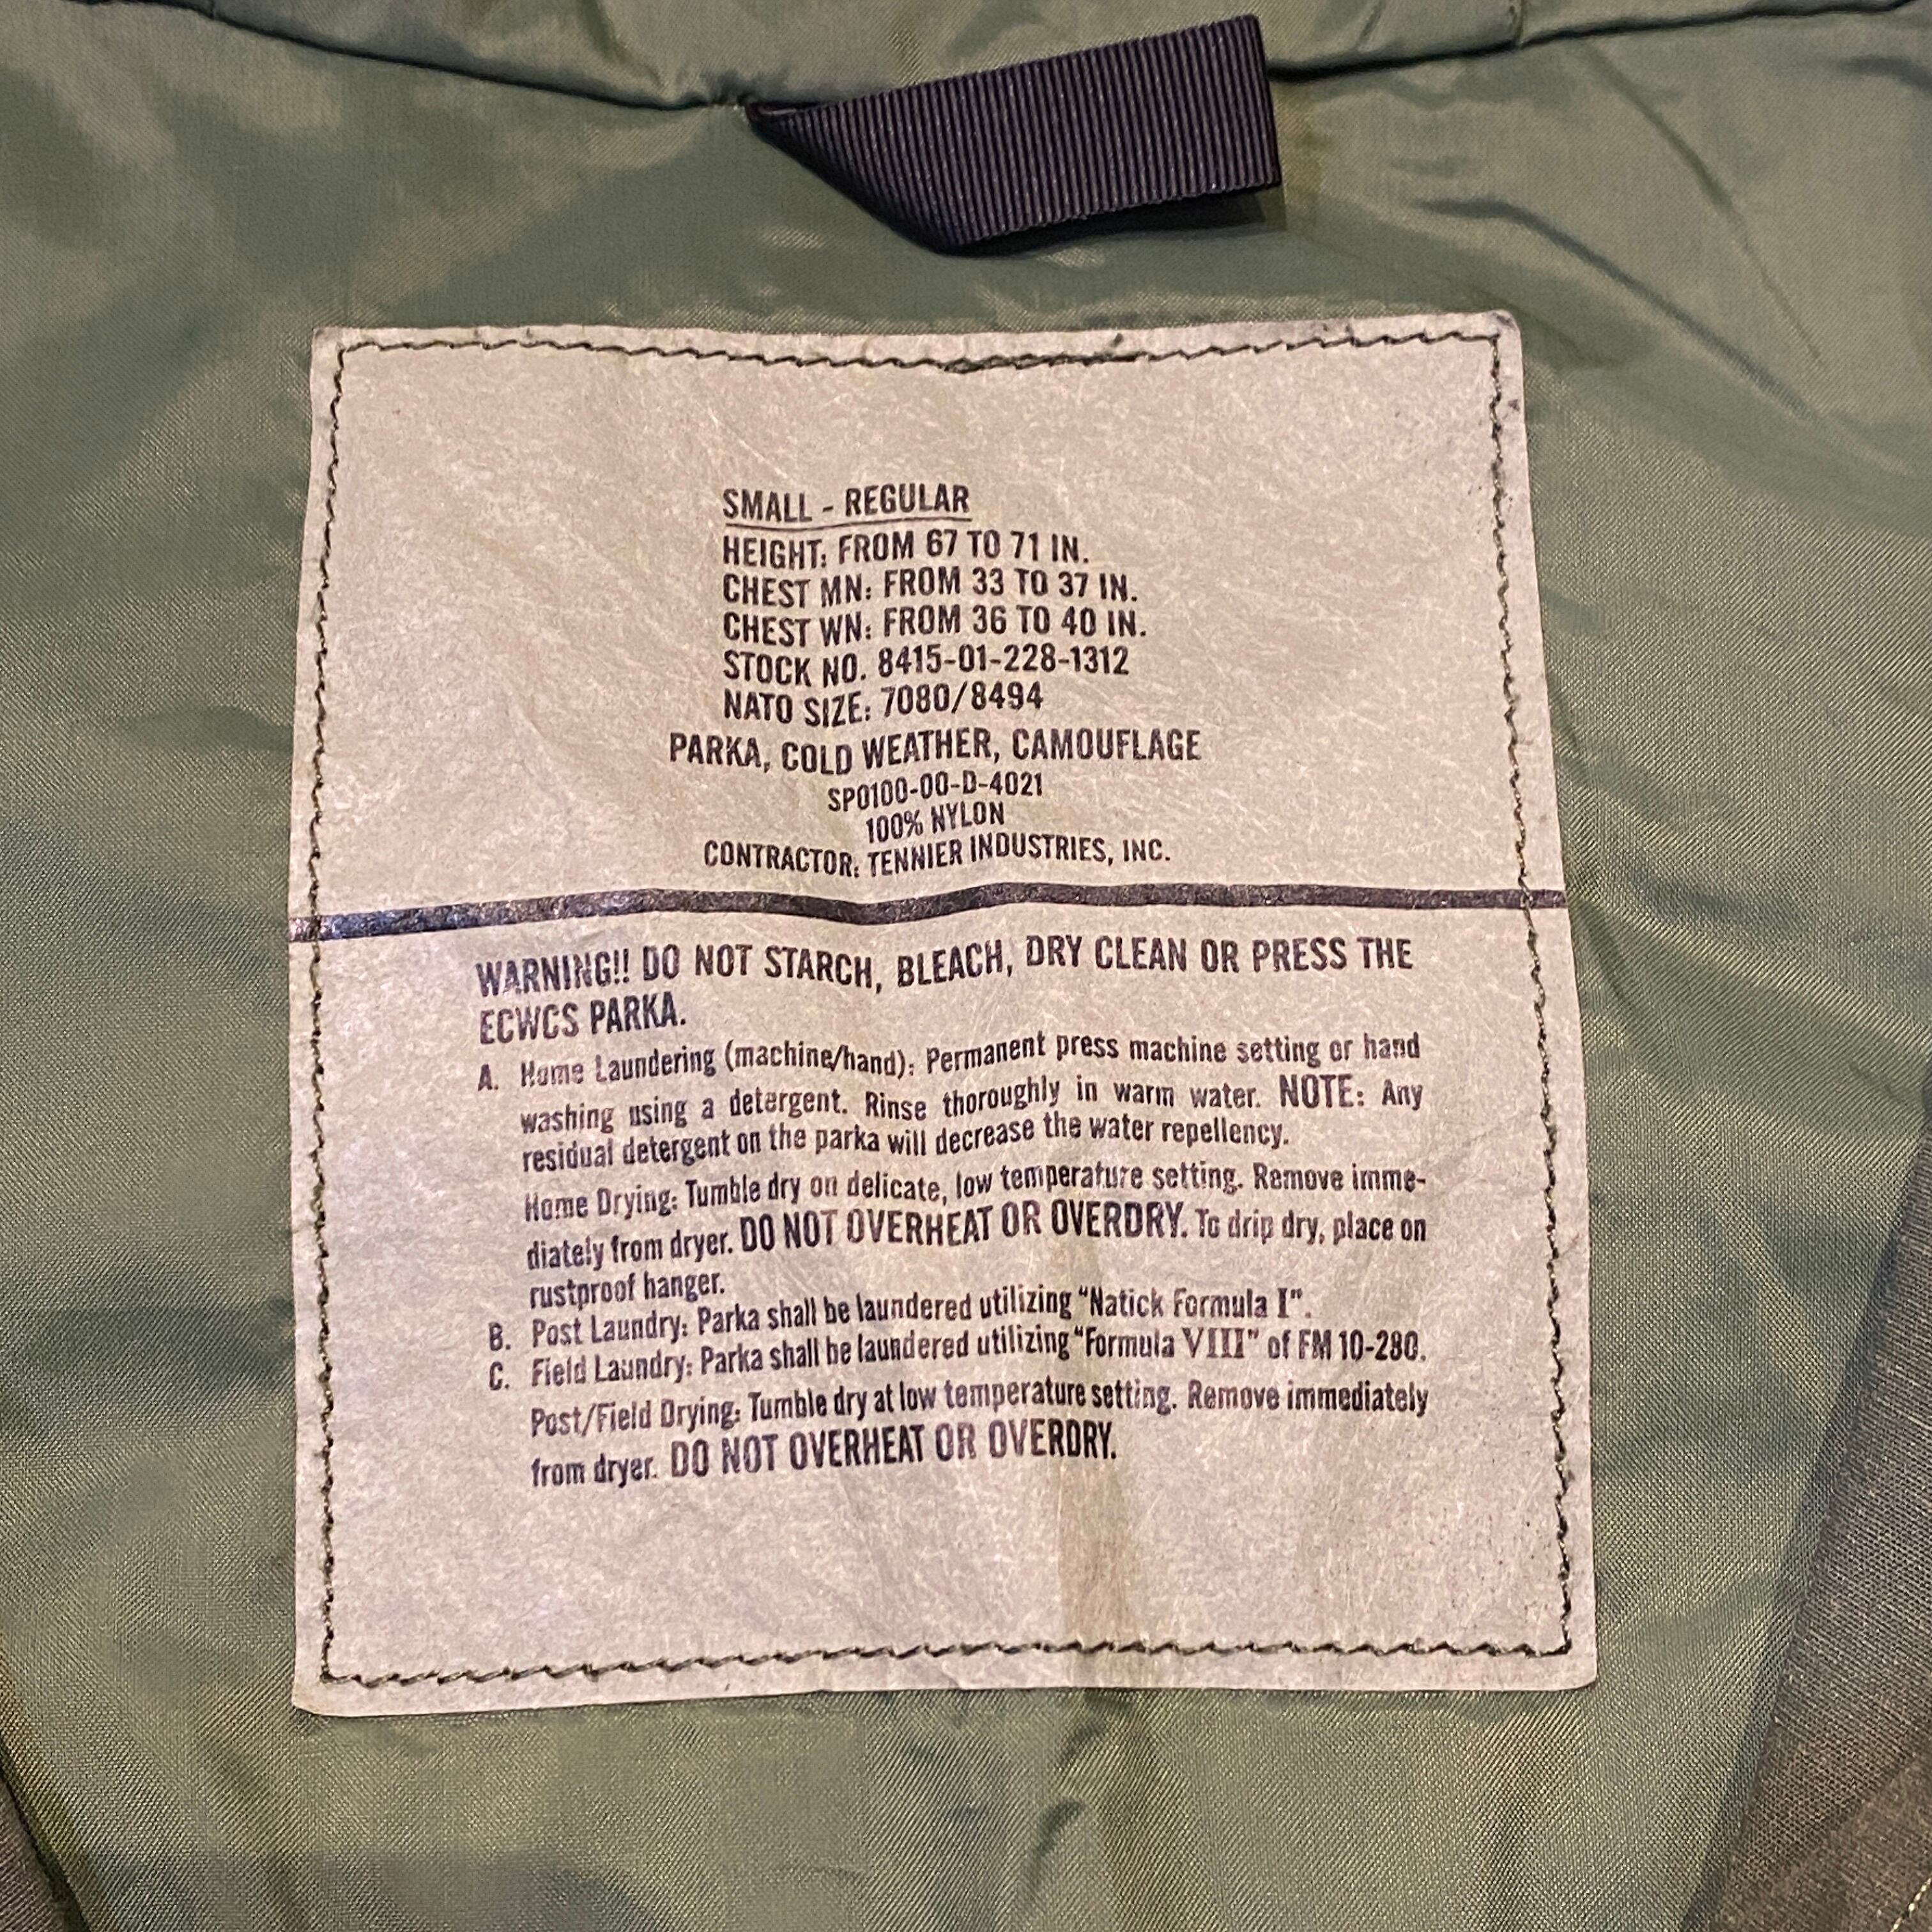 SMALL - REGULAR
HEIGHT: FROM 67 TO 71 IN.
CHEST MN: FROM 33 TO 37 IN.
CHEST WN: FROM 36 TO 40 IN.
STOCK NO. 8415-01-228-1312
NATO SIZE: 7080/8494
PARKA, COLD WEATHER, CAMOUFLAGE
SP0100-00-D-4021
100% NYLON
CONTRACTOR: TENNIER INDUSTRIES, INC.
WARNING!! DO NOT STARCH, BLEACH, DRY CLEAN OR PRESS THE
ECWCS PARKA.
A. Home Laundering (machine/hand): Permanent press machine setting or hand
washing using a detergent. Rinse thoroughly in warm water. NOTE: Any
residual detergent on the parka will decrease the water repellency.
Home Drying: Tumble dry on delicate, low temperature setting. Remove imme-
diately from dryer. DO NOT OVERHEAT OR OVERDRY. To drip dry, place on
rustproof hanger.
B. Post Laundry: Parka shall be laundered utilizing "Natick Formula I".
C. Field Laundry: Parka shall be laundered utilizing "Formula VIII" of FM 10-280.
Post/Field Drying: Tumble dry at low temperature setting. Remove immediately
from dryer. DO NOT OVERHEAT OR OVERDRY.